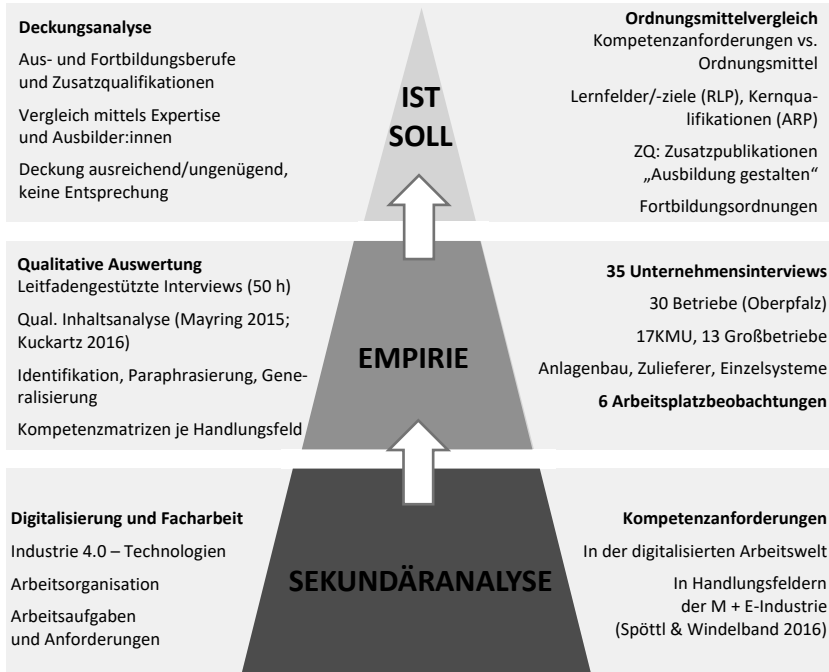 Deckungsanalyse
Aus- und Fortbildungsberufe
und Zusatzqualifikationen
Vergleich mittels Expertise
und Ausbilder:innen
Deckung ausreichend/ungenügend,
keine Entsprechung
IST
SOLL
Ordnungsmittelvergleich
Kompetenzanforderungen vs.
Ordnungsmittel
Lernfelder/-ziele (RLP), Kernqua-
lifikationen (ARP)
ZQ: Zusatzpublikationen
„Ausbildung gestalten“
Fortbildungsordnungen
Qualitative Auswertung
Leitfadengestützte Interviews (50 h)
Qual. Inhaltsanalyse (Mayring 2015;
Kuckartz 2016)
Identifikation, Paraphrasierung, Gene-
ralisierung
Kompetenzmatrizen je Handlungsfeld
EMPIRIE
35 Unternehmensinterviews
30 Betriebe (Oberpfalz)
17KMU, 13 Großbetriebe
Anlagenbau, Zulieferer, Einzelsysteme
6 Arbeitsplatzbeobachtungen
Digitalisierung und Facharbeit
Industrie 4.0 – Technologien
Arbeitsorganisation
Arbeitsaufgaben
und Anforderungen
SEKUNDÄRANALYSE
Kompetenzanforderungen
In der digitalisierten Arbeitswelt
In Handlungsfeldern
der M + E-Industrie
(Spöttl & Windelband 2016)